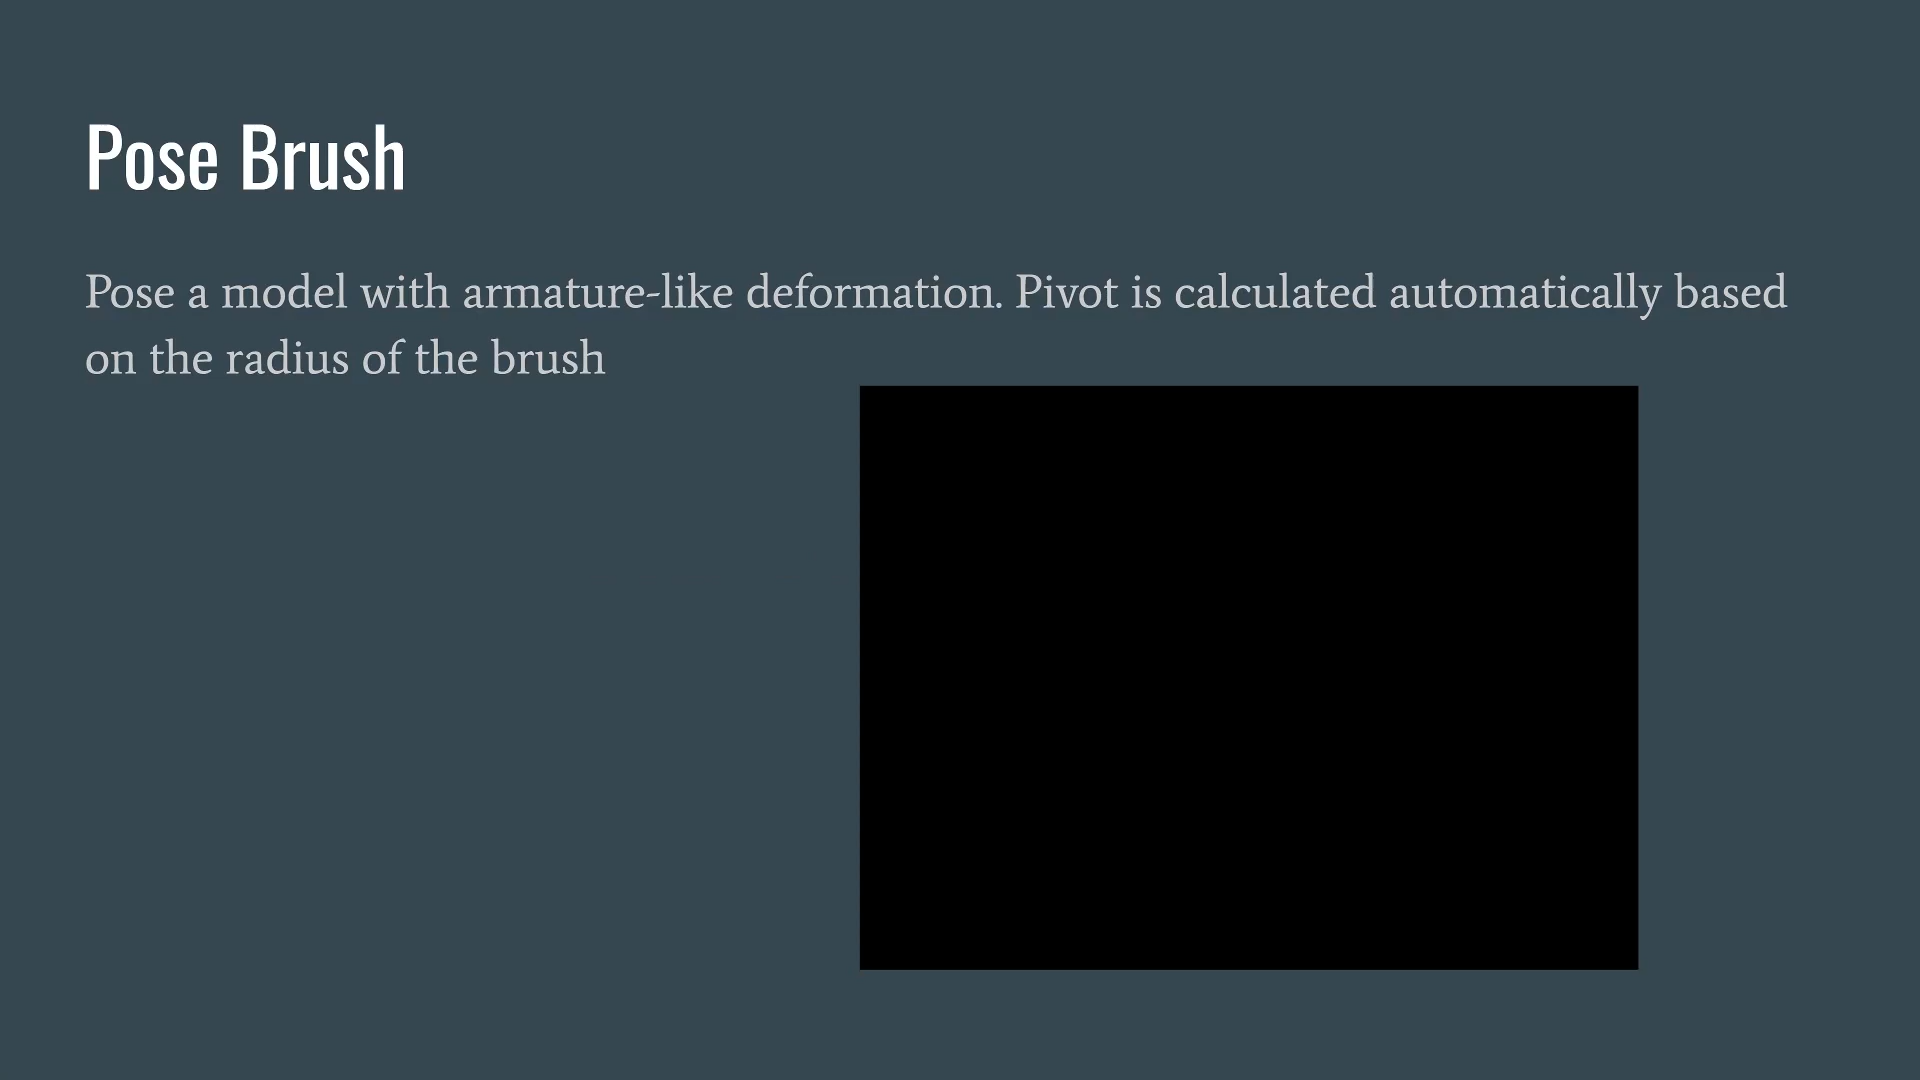 Pose Brush
Pose a model with armature-like deformation. Pivot is calculated automatically based
on the radius of the brush